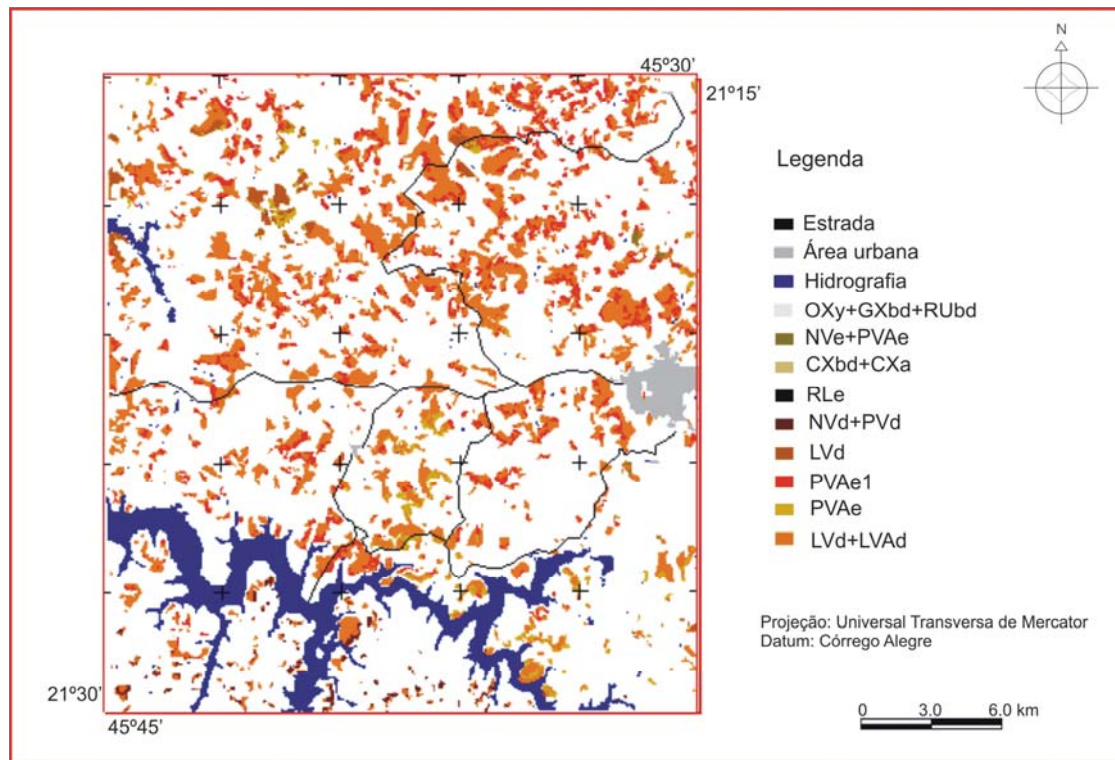 N
45º30'
21º15'
Legenda
Estrada
Área urbana
Hidrografia
OXy+GXbd+RUbd
NVe+PVAe
CXbd+CXa
RLe
NVd+PVd
LVd
PVAe1
PVAe
LVd+LVAd
Projeção: Universal Transversa de Mercator
Datum: Córrego Alegre
21º30'
45º45'
0 3.0 6.0 km